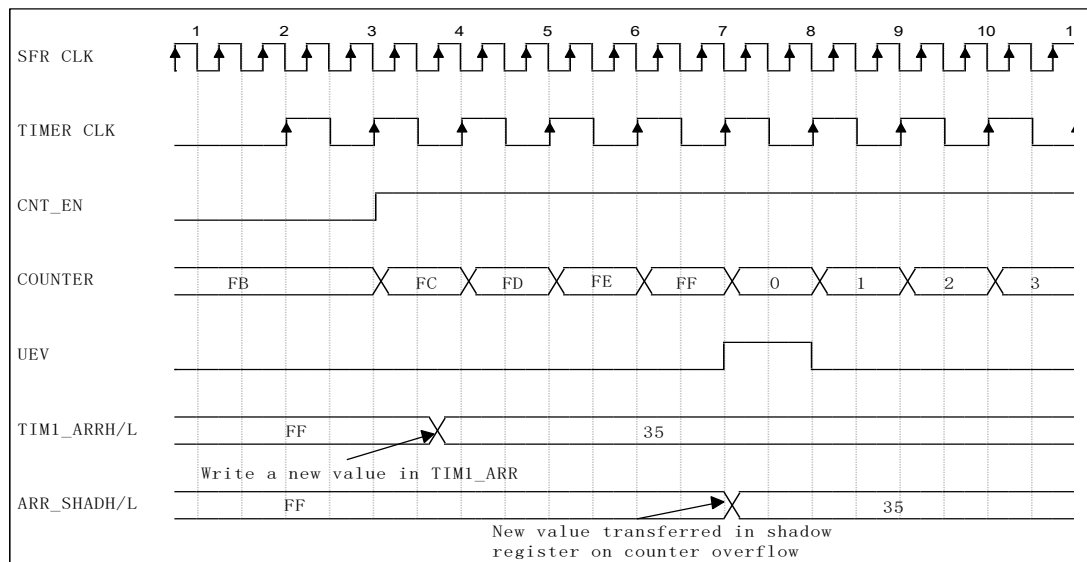 1 2 3 4 5 6 7 8 9 10 1
SFR CLK
TIMER CLK
CNT_EN
COUNTER FB FC FD FE FF 0 1 2 3
UEV
TIM1_ARRH/L FF 35
Write a new value in TIM1_ARR
ARR_SHADH/L FF 35
New value transferred in shadow
register on counter overflow